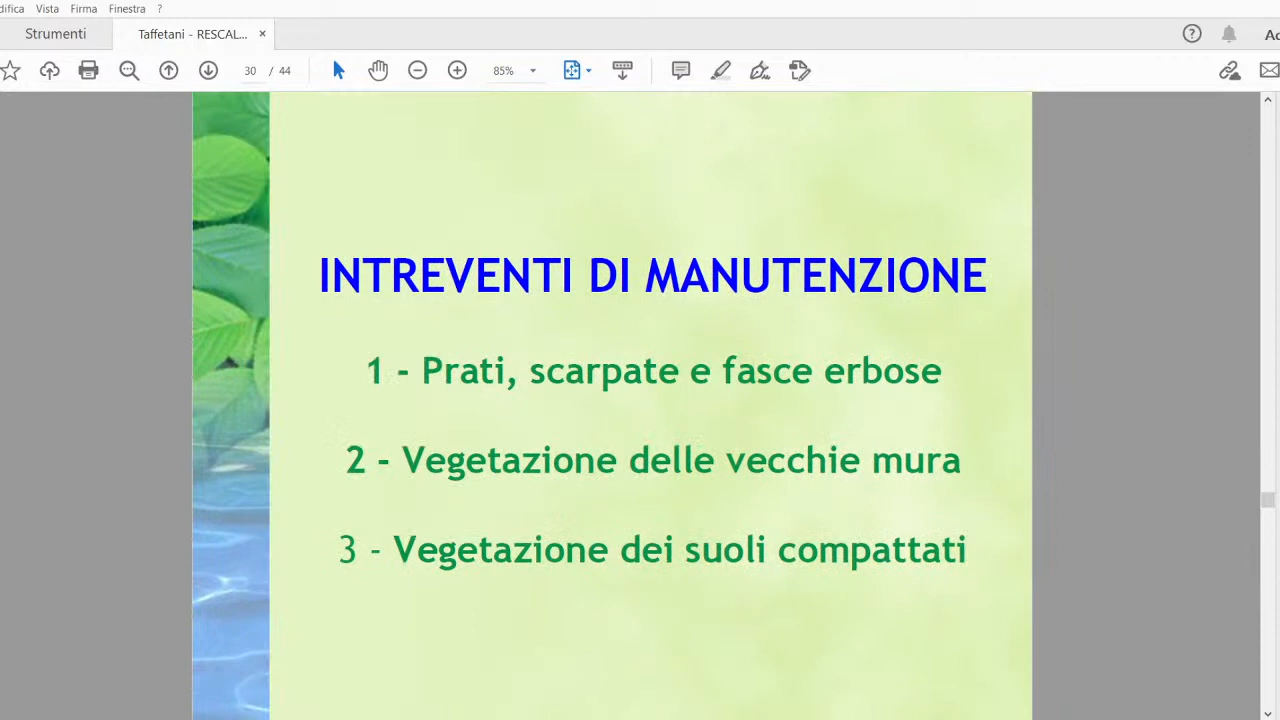 Vista Firma Finestra ?
Strumenti Taffetani - RESCAL... ×
30 / 44 85%
INTREVENTI DI MANUTENZIONE
1 - Prati, scarpate e fasce erbose
2 - Vegetazione delle vecchie mura
3 - Vegetazione dei suoli compattati